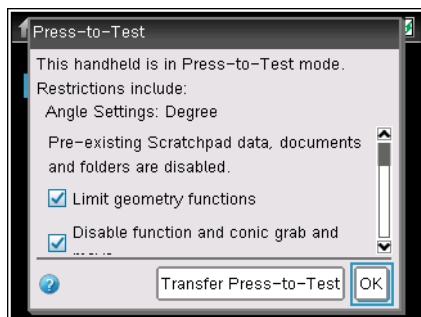 Press-to-Test
This handheld is in Press-to-Test mode.
Restrictions include:
Angle Settings: Degree
Pre-existing Scratchpad data, documents
and folders are disabled.
Limit geometry functions
Disable function and conic grab and
Transfer Press-to-Test
OK